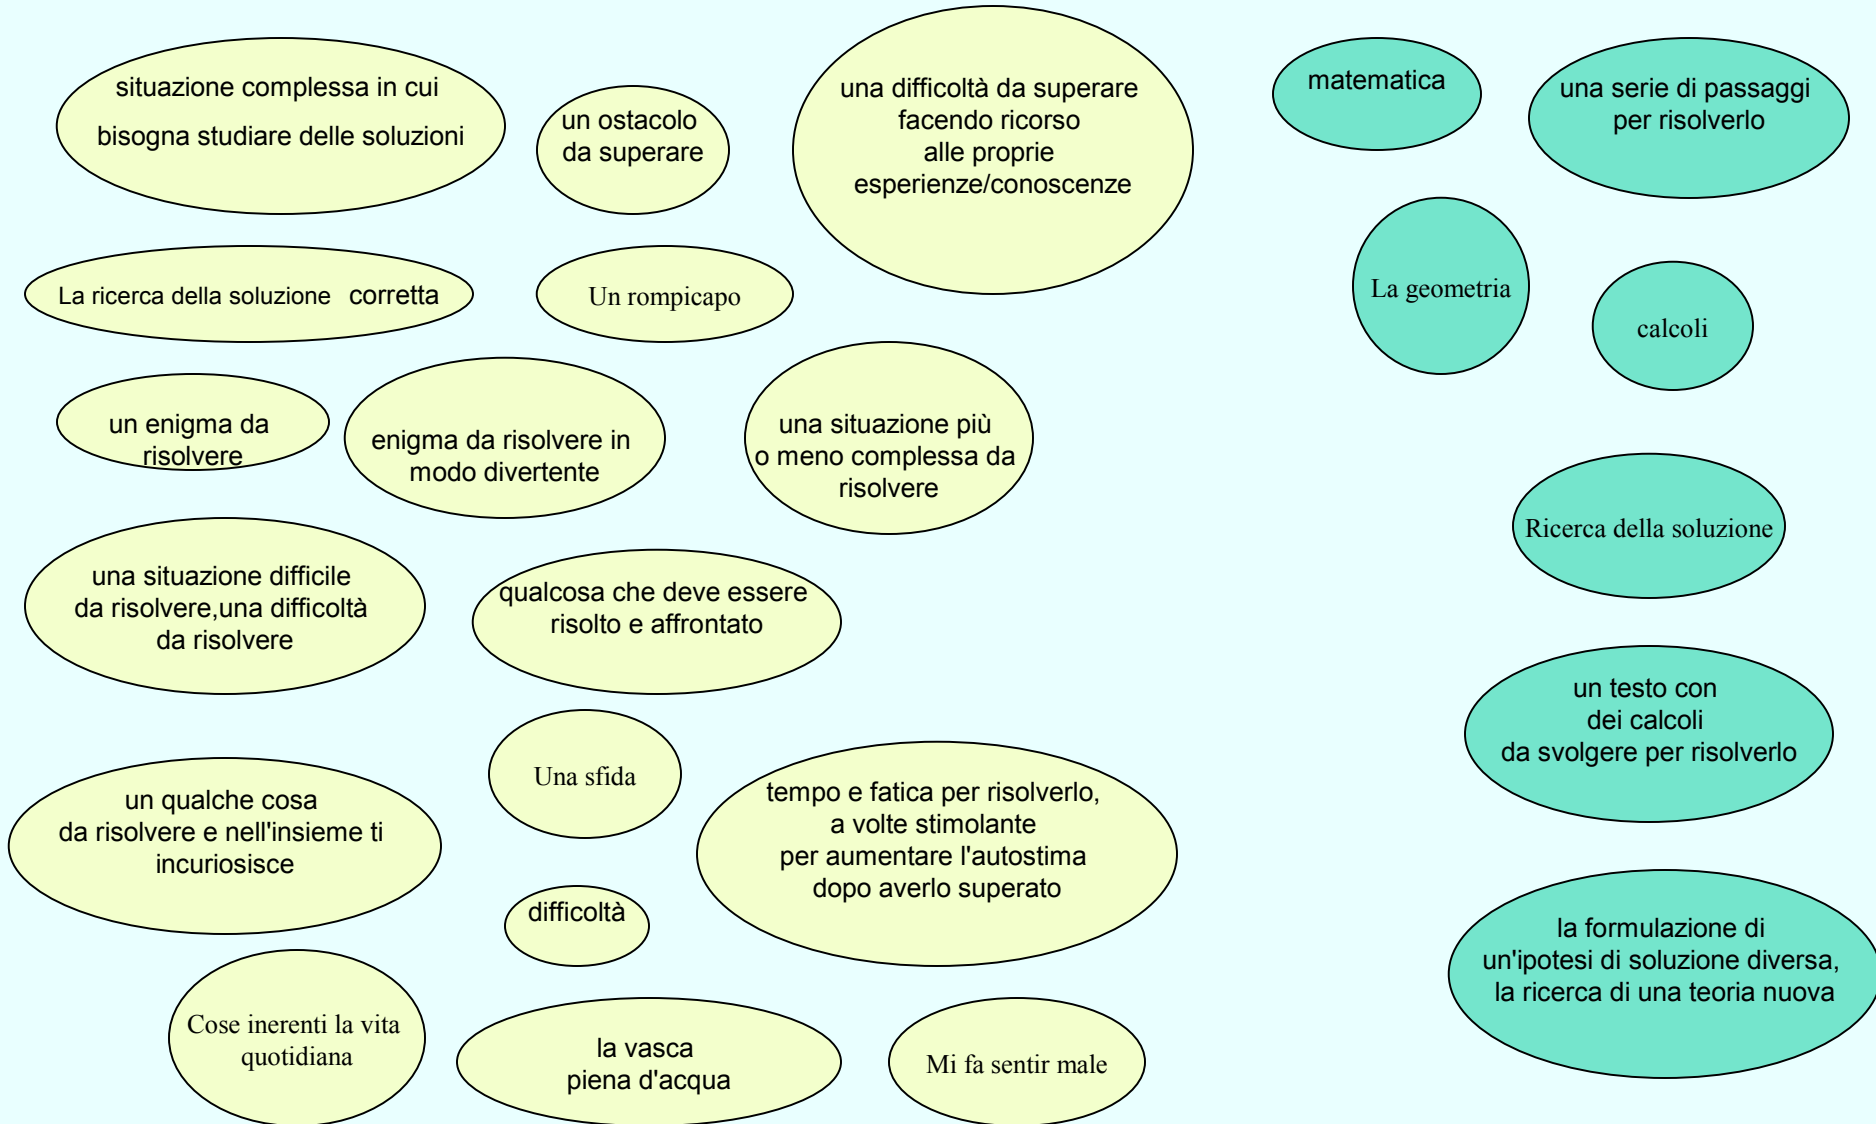 situazione complessa in cui
bisogna studiare delle soluzioni
un ostacolo
da superare
una difficoltà da superare
facendo ricorso
alle proprie
esperienze/conoscenze
matematica
una serie di passaggi
per risolverlo
La ricerca della soluzione corretta
Un rompicapo
La geometria
calcoli
un enigma da
risolvere
enigma da risolvere in
modo divertente
una situazione più
o meno complessa da
risolvere
Ricerca della soluzione
una situazione difficile
da risolvere,una difficoltà
da risolvere
qualcosa che deve essere
risolto e affrontato
un testo con
dei calcoli
da svolgere per risolverlo
un qualche cosa
da risolvere e nell'insieme ti
incuriosisce
Una sfida
tempo e fatica per risolverlo,
a volte stimolante
per aumentare l'autostima
dopo averlo superato
difficoltà
la formulazione di
un'ipotesi di soluzione diversa,
la ricerca di una teoria nuova
Cose inerenti la vita
quotidiana
la vasca
piena d'acqua
Mi fa sentir male